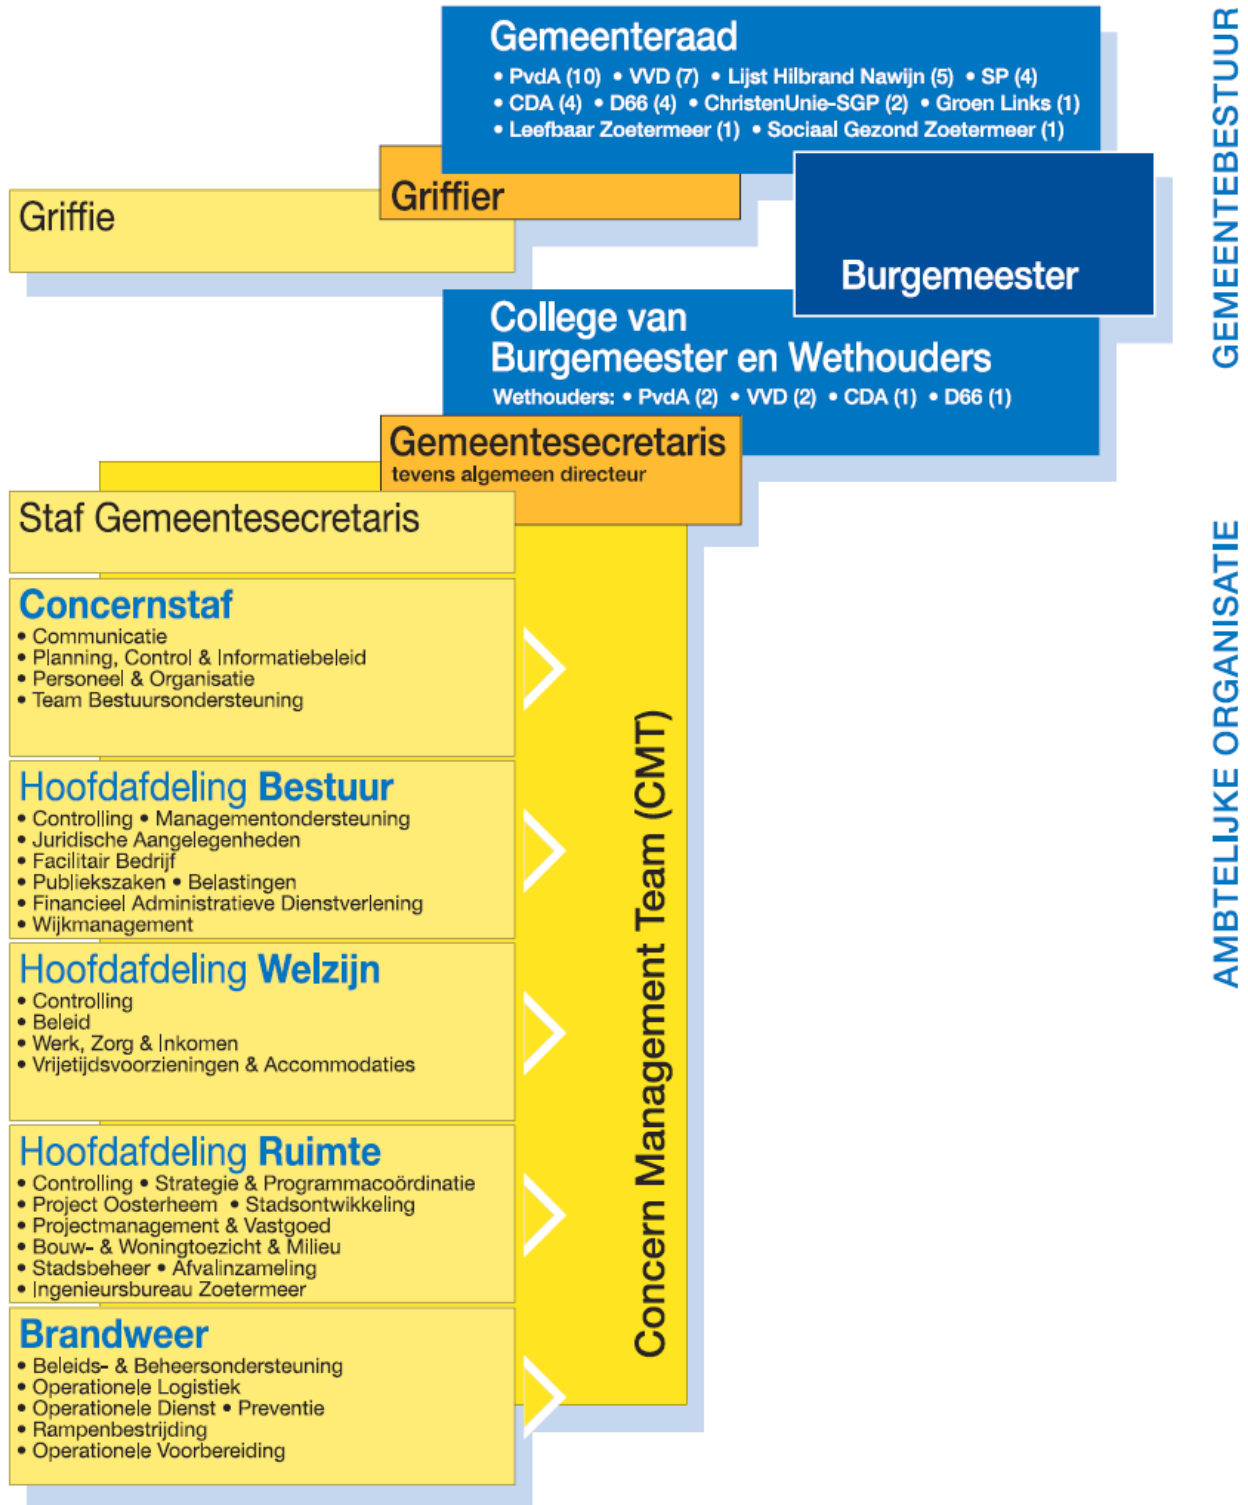 Gemeenteraad
• PvdA (10) • VVD (7) • Lijst Hilbrand Nawijn (5) • SP (4)
• CDA (4) • D66 (4) • ChristenUnie-SGP (2) • Groen Links (1)
• Leefbaar Zoetermeer (1) • Sociaal Gezond Zoetermeer (1)
Griffier
Griffie
Burgemeester
College van
Burgemeester en Wethouders
Wethouders: • PvdA (2) • VVD (2) • CDA (1) • D66 (1)
GEMEENTEBESTUUR
Gemeentesecretaris
tevens algemeen directeur
Staf Gemeentesecretaris
Concernstaf
• Communicatie
• Planning, Control & Informatiebeleid
• Personeel & Organisatie
• Team Bestuursondersteuning
Hoofdafdeling Bestuur
• Controlling • Managementondersteuning
• Juridische Aangelegenheden
• Facilitair Bedrijf
• Publiekszaken • Belastingen
• Financieel Administratieve Dienstverlening
• Wijkmanagement
Hoofdafdeling Welzijn
• Controlling
• Beleid
• Werk, Zorg & Inkomen
• Vrijetijdsvoorzieningen & Accommodaties
Hoofdafdeling Ruimte
• Controlling • Strategie & Programmacoördinatie
• Project Oosterheem • Stadsontwikkeling
• Projectmanagement & Vastgoed
• Bouw- & Woningtoezicht & Milieu
• Stadsbeheer • Afvalinzameling
• Ingenieursbureau Zoetermeer
Brandweer
• Beleids- & Beheersondersteuning
• Operationele Logistiek
• Operationele Dienst • Preventie
• Rampenbestrijding
• Operationele Voorbereiding
Concern Management Team (CMT)
AMBTELIJKE ORGANISATIE